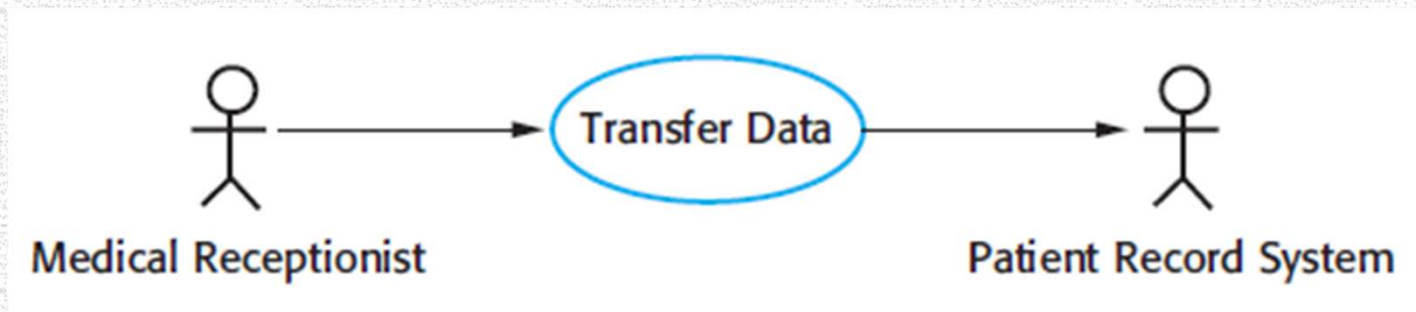 Transfer Data
Medical Receptionist
Patient Record System